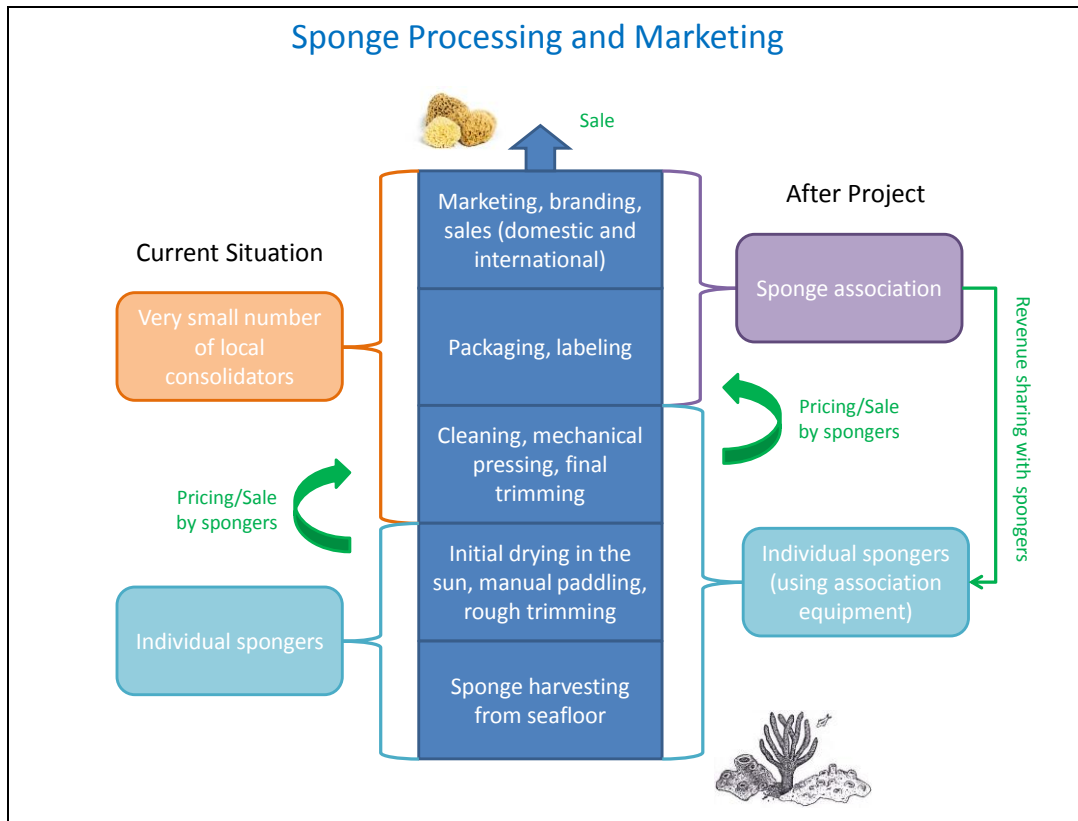 Sponge Processing and Marketing
Sale
Marketing, branding,
sales (domestic and
international)
After Project
Current Situation
Sponge association
Very small number
of local
consolidators
Packaging, labeling
Revenue sharing with spongers
Pricing/Sale
by spongers
Cleaning, mechanical
pressing, final
trimming
Pricing/Sale
by spongers
Initial drying in the
sun, manual paddling,
rough trimming
Individual spongers
(using association
equipment)
Individual spongers
Sponge harvesting
from seafloor